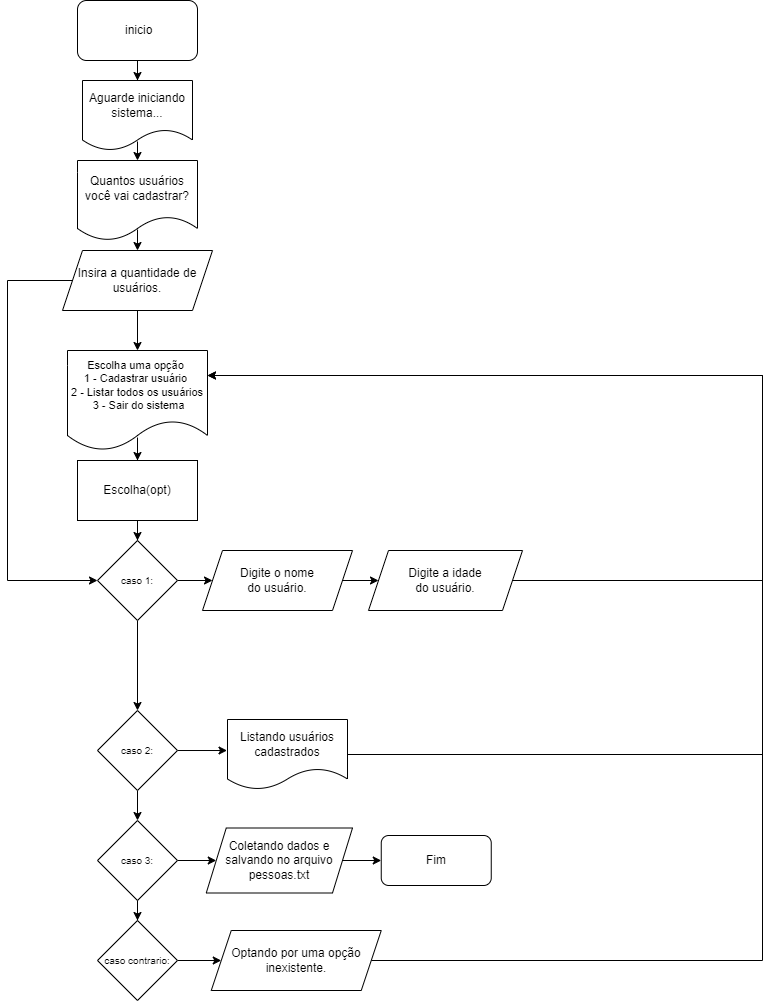 inicio
Aguarde iniciando
sistema...
Quantos usuários
você vai cadastrar?
Insira a quantidade de
usuários.
Escolha uma opção
1 - Cadastrar usuário
2 - Listar todos os usuários
3 - Sair do sistema
Escolha(opt)
caso 1:
Digite o nome
do usuário.
Digite a idade
do usuário.
caso 2:
Listando usuários
cadastrados
caso 3:
Coletando dados e
salvando no arquivo
pessoas.txt
Fim
caso contrario:
Optando por uma opção
inexistente.